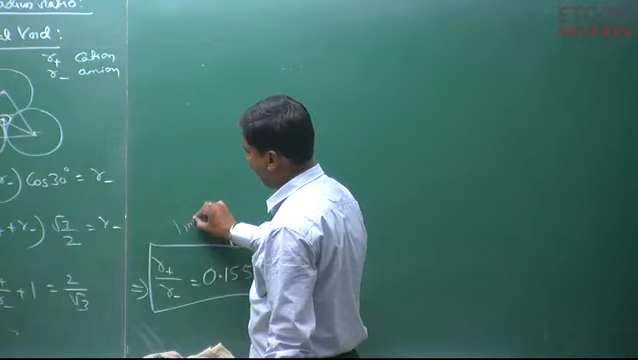 Radius ratio:
al Void:
r+ cation
r- anion
r-) Cos30° = r-
+ r-) √3/2 = r-
+ 1 = 2/√3
⇒ r+/r- = 0.155